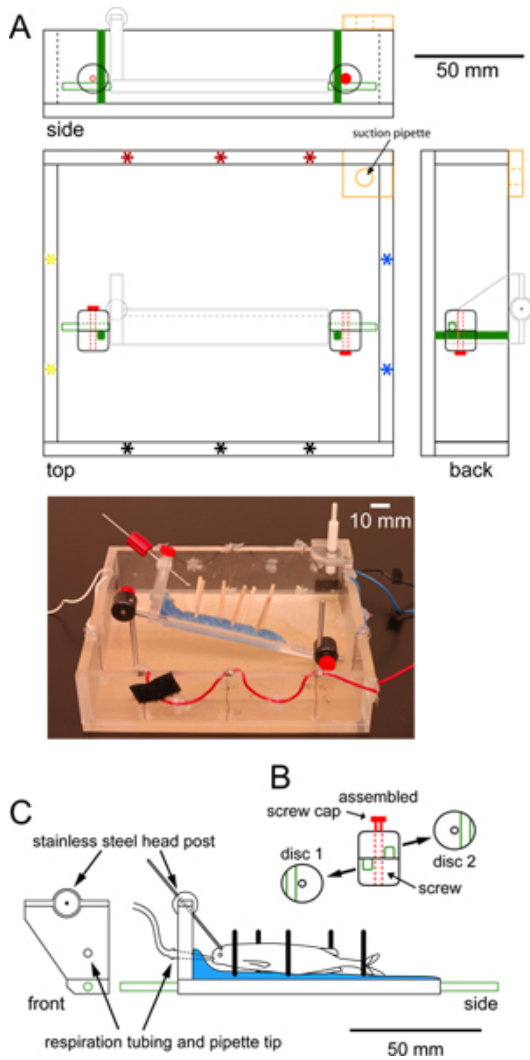 A
50 mm
side
suction pipette
top
back
10 mm
B
C
assembled
screw cap
stainless steel head post
disc 1
disc 2
screw
front
side
respiration tubing and pipette tip
50 mm